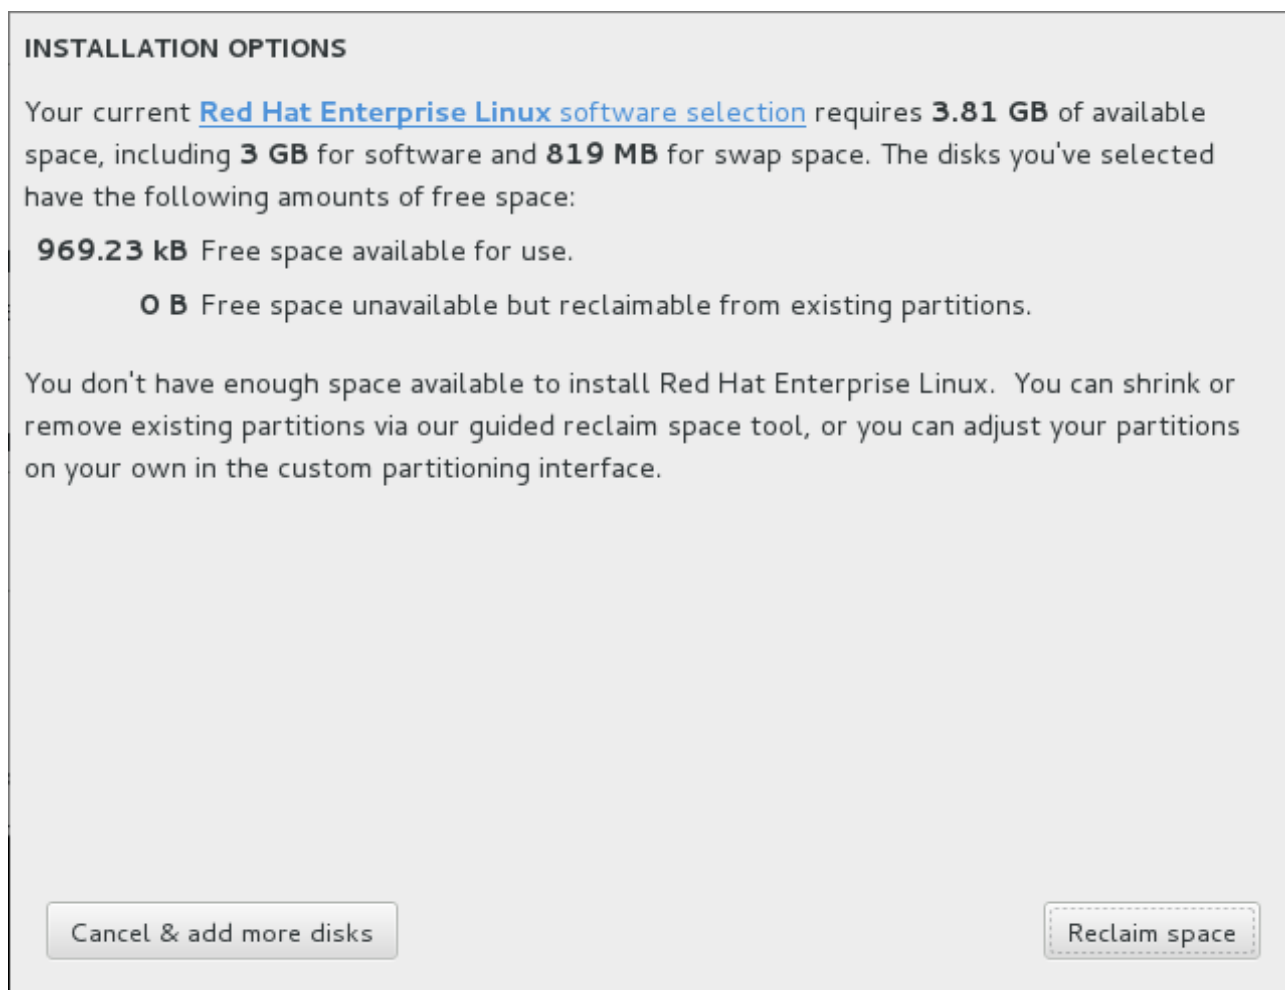 INSTALLATION OPTIONS
Your current Red Hat Enterprise Linux software selection requires 3.81 GB of available
space, including 3 GB for software and 819 MB for swap space. The disks you've selected
have the following amounts of free space:
969.23 kB Free space available for use.
0 B Free space unavailable but reclaimable from existing partitions.
You don't have enough space available to install Red Hat Enterprise Linux.  You can shrink or
remove existing partitions via our guided reclaim space tool, or you can adjust your partitions
on your own in the custom partitioning interface.
Cancel & add more disks
Reclaim space